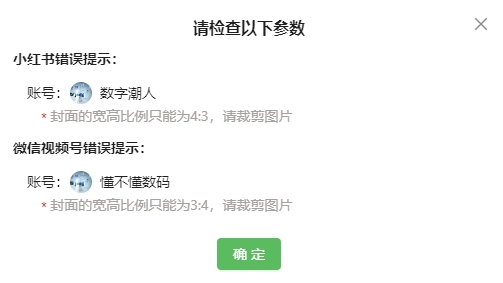 请检查以下参数
小红书错误提示：
账号： 数字潮人
* 封面的宽高比例只能为4:3，请裁剪图片
微信视频号错误提示：
账号： 懂不懂数码
* 封面的宽高比例只能为3:4，请裁剪图片
确 定